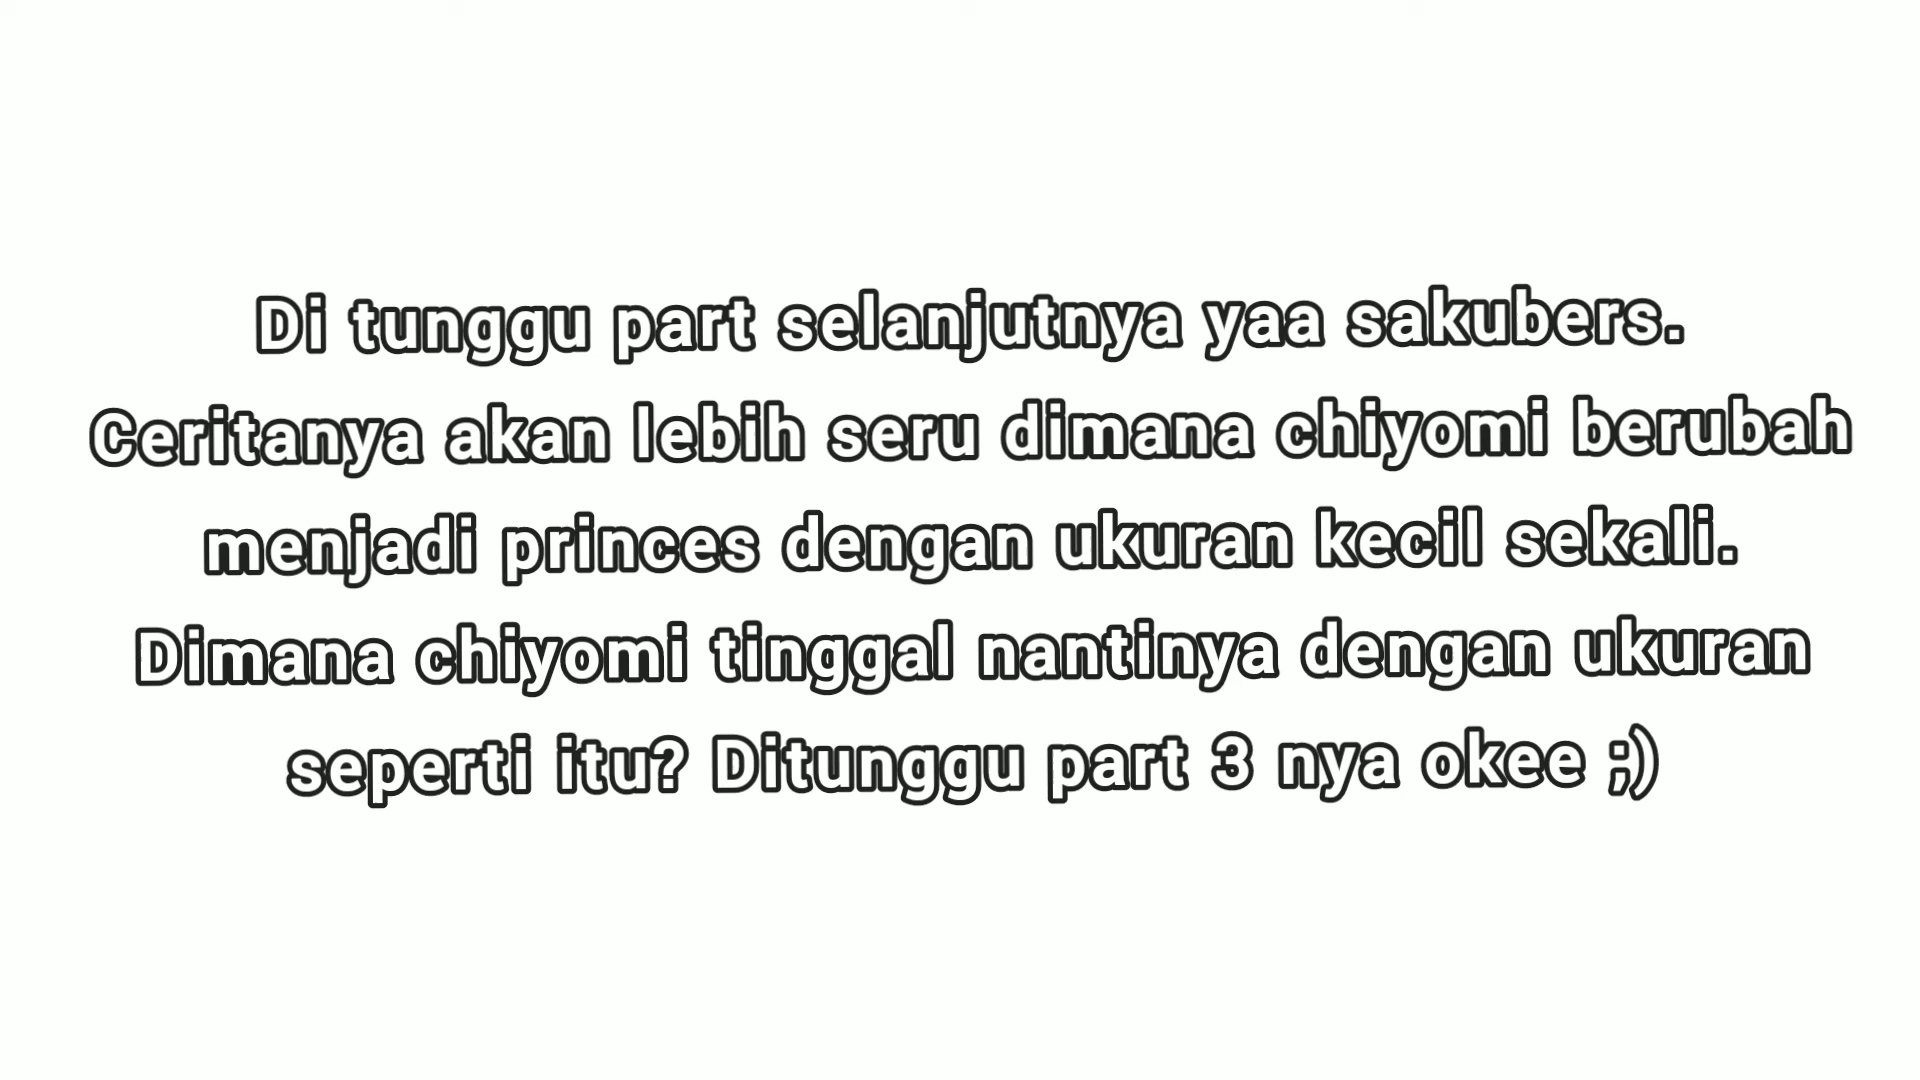 Di tunggu part selanjutnya yaa sakubers.
Ceritanya akan lebih seru dimana chiyomi berubah
menjadi princes dengan ukuran kecil sekali.
Dimana chiyomi tinggal nantinya dengan ukuran
seperti itu? Ditunggu part 3 nya okee ;)